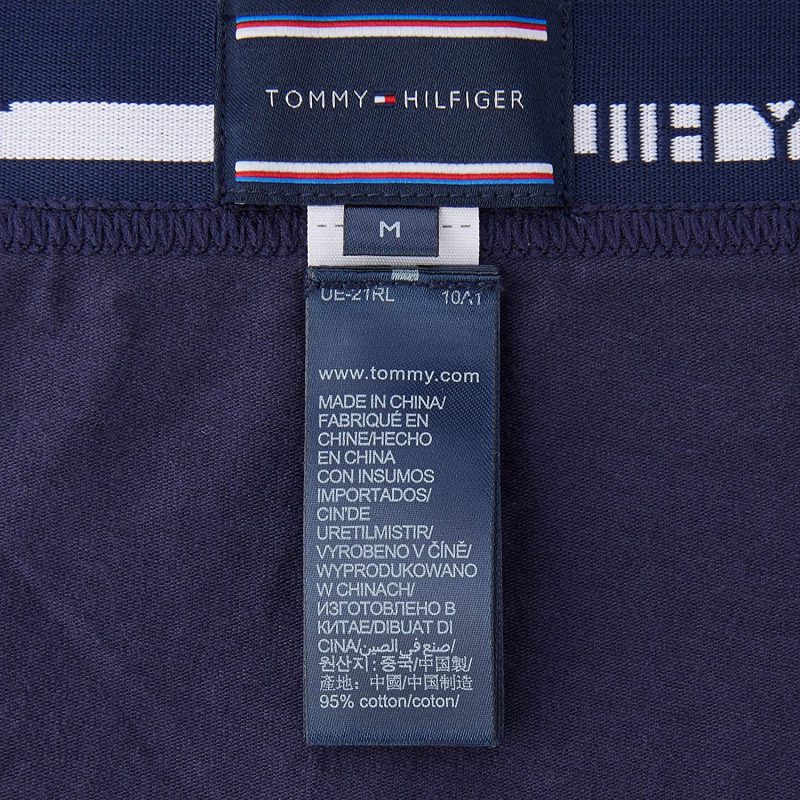 TOMMY HILFIGER
M
UE-21RL 10A1
www.tommy.com
MADE IN CHINA/
FABRIQUÉ EN
CHINE/HECHO
EN CHINA
CON INSUMOS
IMPORTADOS/
CIN'DE
URETILMISTIR/
VYROBENO V ČÍNĚ/
WYPRODUKOWANO
W CHINACH/
ИЗГОТОВЛЕНО В
КИТАЕ/DIBUAT DI
CINA/صنع في الصين/
원산지:중국/中国製/
產地: 中國/中国制造
95% cotton/coton/